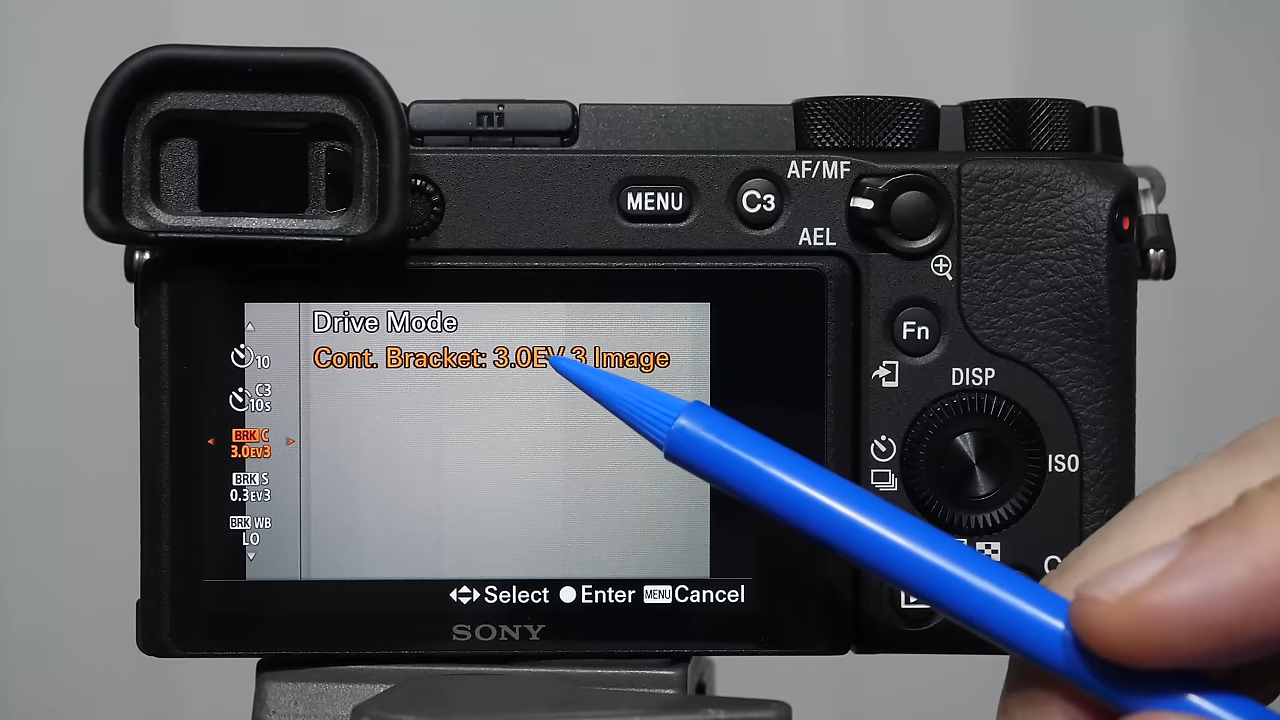 MENU
C3
AF/MF
AEL
Fn
DISP
ISO
Drive Mode
Cont. Bracket: 3.0EV 3 Image
10
C3
10s
BRK C
3.0EV3
BRK S
0.3EV3
BRK WB
LO
Select Enter MENU Cancel
SONY